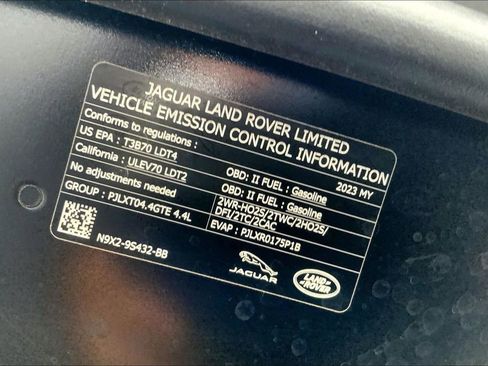 JAGUAR LAND ROVER LIMITED
VEHICLE EMISSION CONTROL INFORMATION
Conforms to regulations : 2023 MY
US EPA : T3B70 LDT4 OBD: II FUEL : Gasoline
California : ULEV70 LDT2 OBD: II FUEL : Gasoline
No adjustments needed 2WR-HO2S/2TWC/2HO2S/
DFI/2TC/2CAC
GROUP : PJLXT04.4GTE 4.4L EVAP : PJLXR0175P1B
N9X2-9S432-BB
JAGUAR
LAND
ROVER